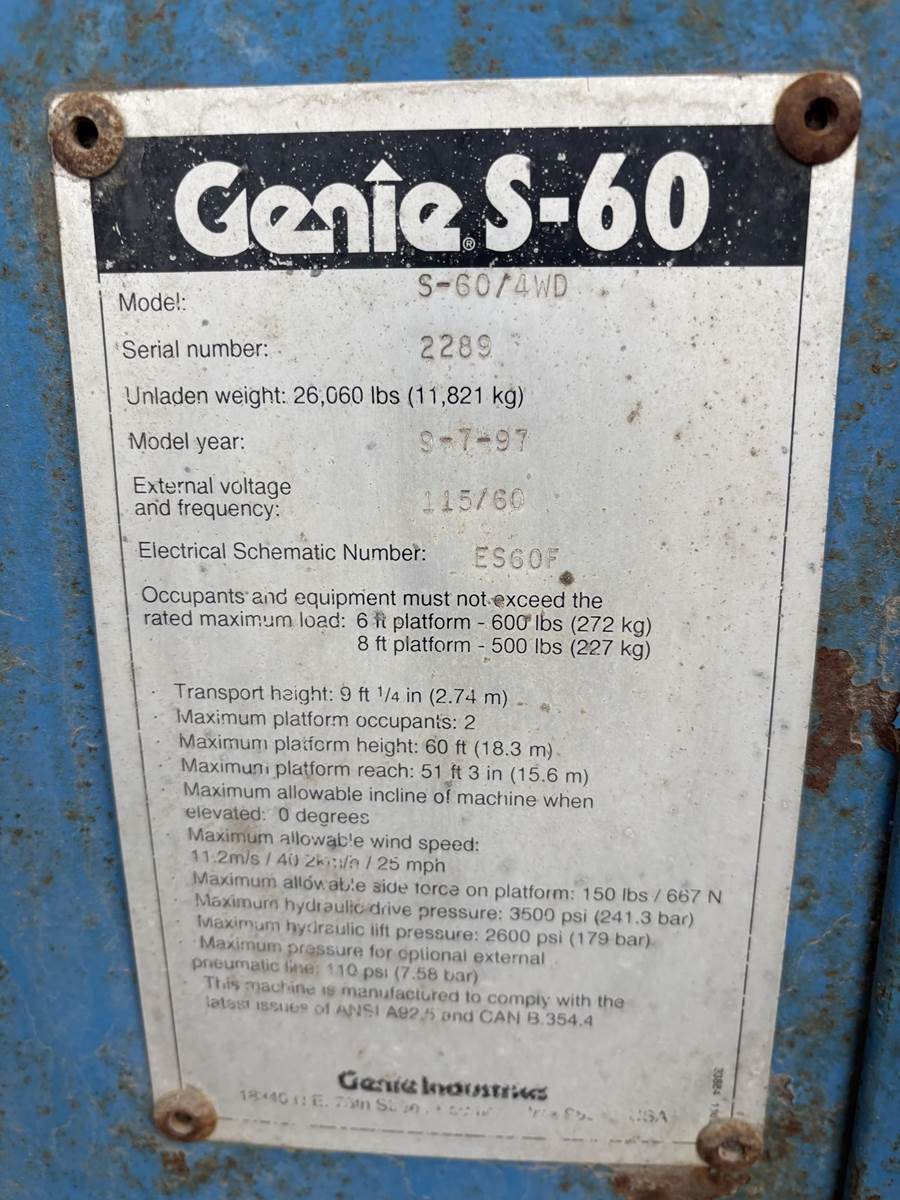 Genie® S-60
Model: S-60/4WD
Serial number: 2289
Unladen weight: 26,060 lbs (11,821 kg)
Model year: 9-7-97
External voltage
and frequency: 115/60
Electrical Schematic Number: ES60F
Occupants and equipment must not exceed the
rated maximum load: 6 ft platform - 600 lbs (272 kg)
8 ft platform - 500 lbs (227 kg)
· Transport height: 9 ft 1/4 in (2.74 m)
· Maximum platform occupants: 2
· Maximum platform height: 60 ft (18.3 m)
· Maximum platform reach: 51 ft 3 in (15.6 m)
· Maximum allowable incline of machine when
elevated: 0 degrees
· Maximum allowable wind speed:
11.2m/s / 40.2km/h / 25 mph
· Maximum allowable side force on platform: 150 lbs / 667 N
· Maximum hydraulic drive pressure: 3500 psi (241.3 bar)
· Maximum hydraulic lift pressure: 2600 psi (179 bar)
· Maximum pressure for optional external
pneumatic line: 110 psi (7.58 bar)
· This machine is manufactured to comply with the
latest issues of ANSI A92.5 and CAN B.354.4
Genie Industries
USA